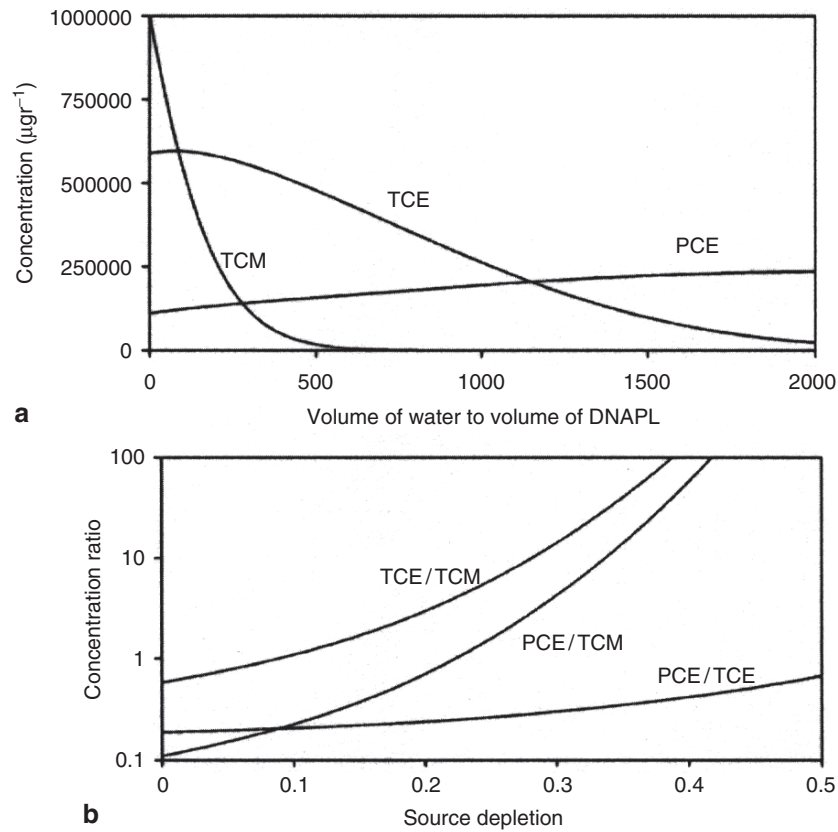 1000000
750000
500000
250000
0
Concentration (µgr⁻¹)
TCE
TCM
PCE
0 500 1000 1500 2000
Volume of water to volume of DNAPL
a
100
10
1
0.1
Concentration ratio
TCE/TCM
PCE/TCM
PCE/TCE
0 0.1 0.2 0.3 0.4 0.5
Source depletion
b